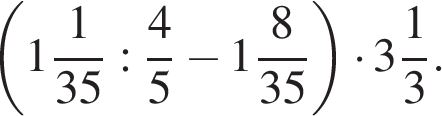 (1 1/35 : 4/5 − 1 8/35) · 3 1/3.